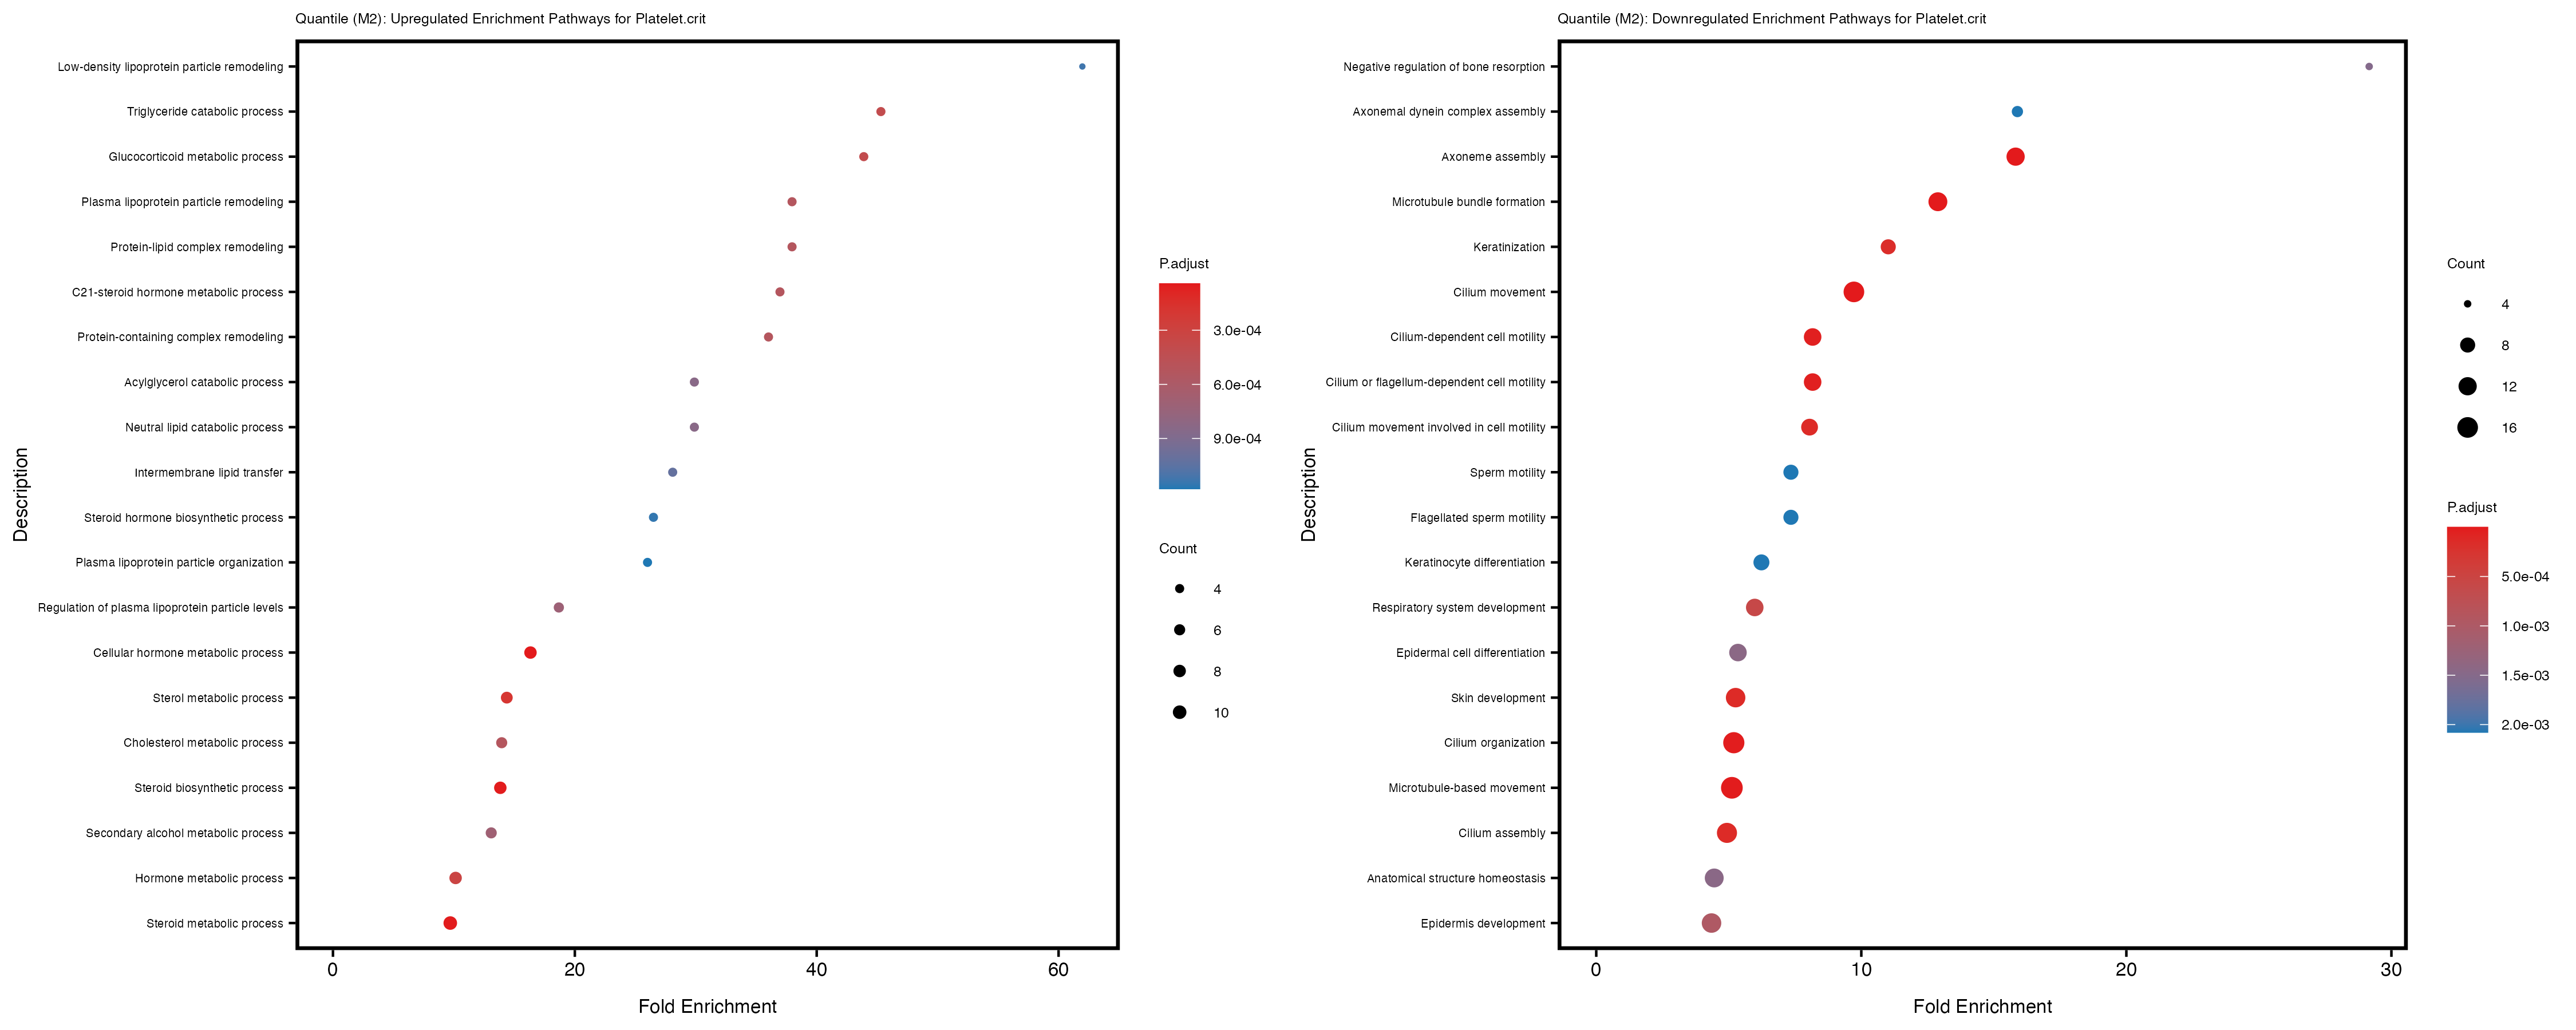 Quantile (M2): Upregulated Enrichment Pathways for Platelet.crit
Description
Low-density lipoprotein particle remodeling
Triglyceride catabolic process
Glucocorticoid metabolic process
Plasma lipoprotein particle remodeling
Protein-lipid complex remodeling
C21-steroid hormone metabolic process
Protein-containing complex remodeling
Acylglycerol catabolic process
Neutral lipid catabolic process
Intermembrane lipid transfer
Steroid hormone biosynthetic process
Plasma lipoprotein particle organization
Regulation of plasma lipoprotein particle levels
Cellular hormone metabolic process
Sterol metabolic process
Cholesterol metabolic process
Steroid biosynthetic process
Secondary alcohol metabolic process
Hormone metabolic process
Steroid metabolic process
0 20 40 60
Fold Enrichment
P.adjust
3.0e-04
6.0e-04
9.0e-04
Count
4
6
8
10
Quantile (M2): Downregulated Enrichment Pathways for Platelet.crit
Description
Negative regulation of bone resorption
Axonemal dynein complex assembly
Axoneme assembly
Microtubule bundle formation
Keratinization
Cilium movement
Cilium-dependent cell motility
Cilium or flagellum-dependent cell motility
Cilium movement involved in cell motility
Sperm motility
Flagellated sperm motility
Keratinocyte differentiation
Respiratory system development
Epidermal cell differentiation
Skin development
Cilium organization
Microtubule-based movement
Cilium assembly
Anatomical structure homeostasis
Epidermis development
0 10 20 30
Fold Enrichment
Count
4
8
12
16
P.adjust
5.0e-04
1.0e-03
1.5e-03
2.0e-03